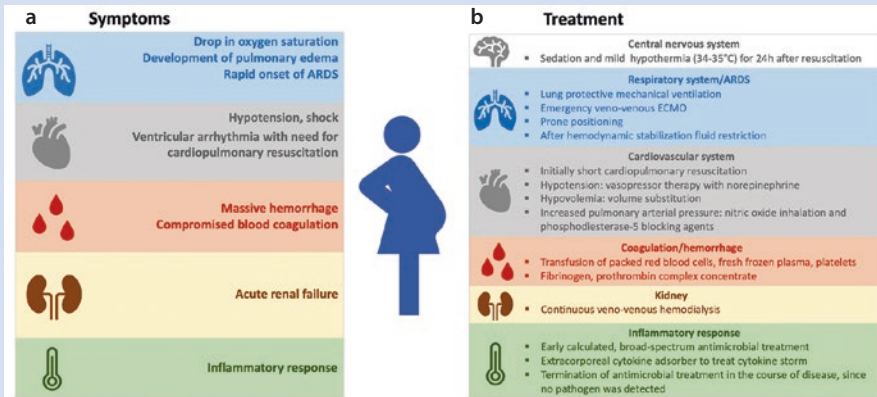 a
Symptoms
Drop in oxygen saturation
Development of pulmonary edema
Rapid onset of ARDS
Hypotension, shock
Ventricular arrhythmia with need for
cardiopulmonary resuscitation
Massive hemorrhage
Compromised blood coagulation
Acute renal failure
Inflammatory response
b
Treatment
Central nervous system
▪ Sedation and mild hypothermia (34-35°C) for 24h after resuscitation
Respiratory system/ARDS
▪ Lung protective mechanical ventilation
▪ Emergency veno-venous ECMO
▪ Prone positioning
▪ After hemodynamic stabilization fluid restriction
Cardiovascular system
▪ Initially short cardiopulmonary resuscitation
▪ Hypotension: vasopressor therapy with norepinephrine
▪ Hypovolemia: volume substitution
▪ Increased pulmonary arterial pressure: nitric oxide inhalation and
phosphodiesterase-5 blocking agents
Coagulation/hemorrhage
▪ Transfusion of packed red blood cells, fresh frozen plasma, platelets
▪ Fibrinogen, prothrombin complex concentrate
Kidney
▪ Continuous veno-venous hemodialysis
Inflammatory response
▪ Early calculated, broad-spectrum antimicrobial treatment
▪ Extracorporeal cytokine adsorber to treat cytokine storm
▪ Termination of antimicrobial treatment in the course of disease, since
no pathogen was detected